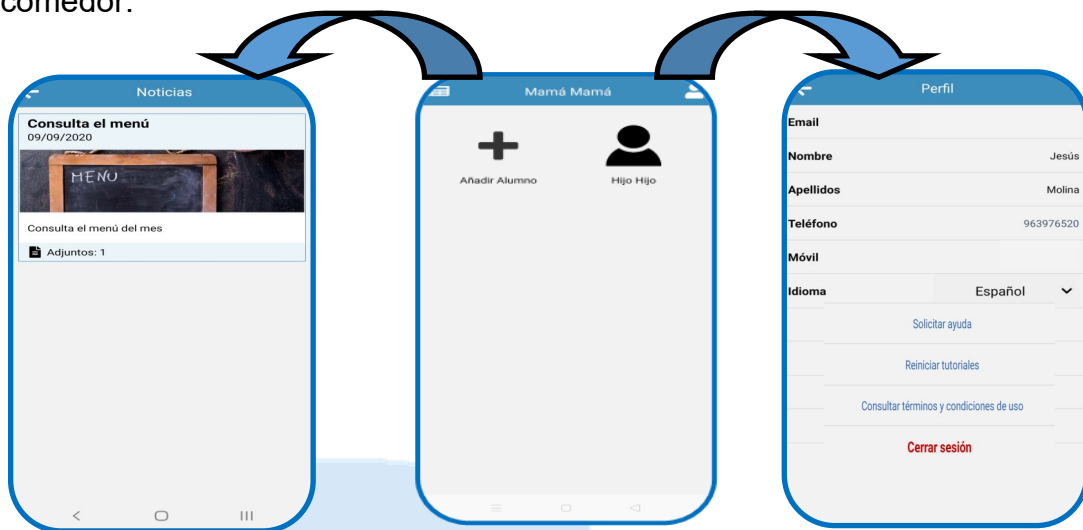 comedor.
Noticias
Consulta el menú
09/09/2020
MENU
Consulta el menú del mes
Adjuntos: 1
Mamá Mamá
Añadir Alumno
Hijo Hijo
Perfil
Email
Nombre Jesús
Apellidos Molina
Teléfono 963976520
Móvil
Idioma Español
Solicitar ayuda
Reiniciar tutoriales
Consultar términos y condiciones de uso
Cerrar sesión